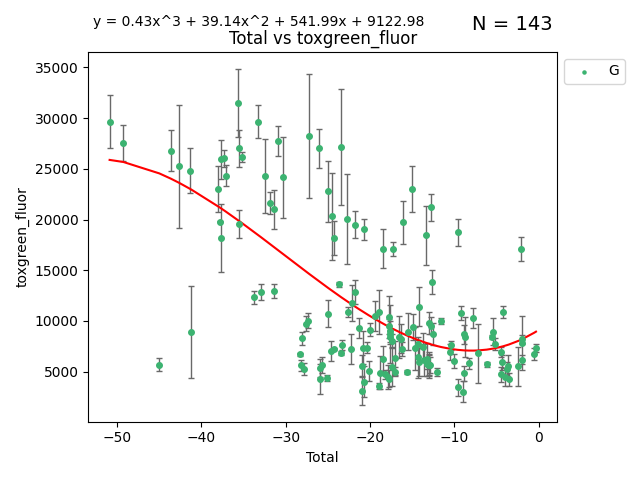 y = 0.43x^3 + 39.14x^2 + 541.99x + 9122.98
N = 143
Total vs toxgreen_fluor
G
35000
30000
25000
20000
15000
10000
5000
toxgreen_fluor
−50
−40
−30
−20
−10
0
Total